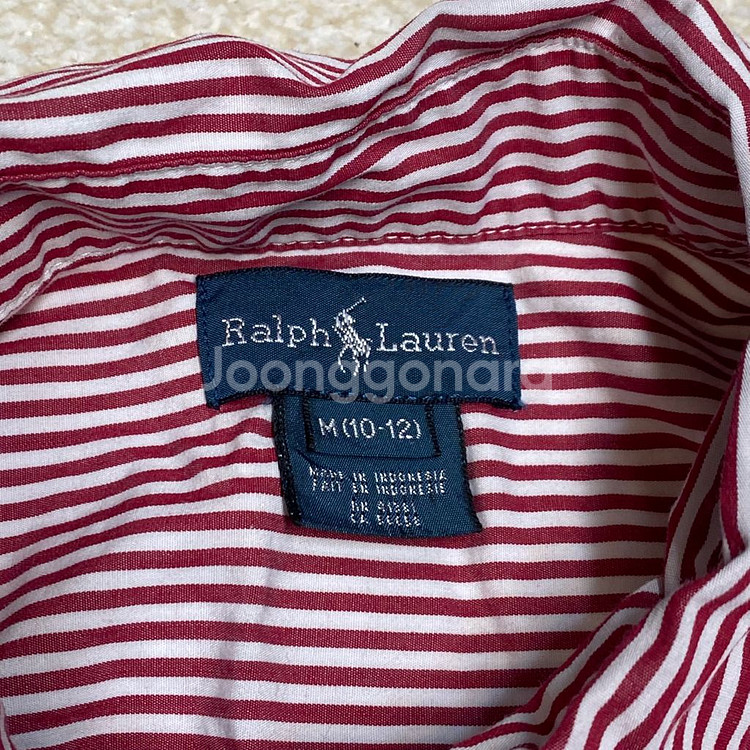 Ralph Lauren
Joonggonara
M (10-12)
MADE IN INDONESIA
FAIT EN INDONESIE